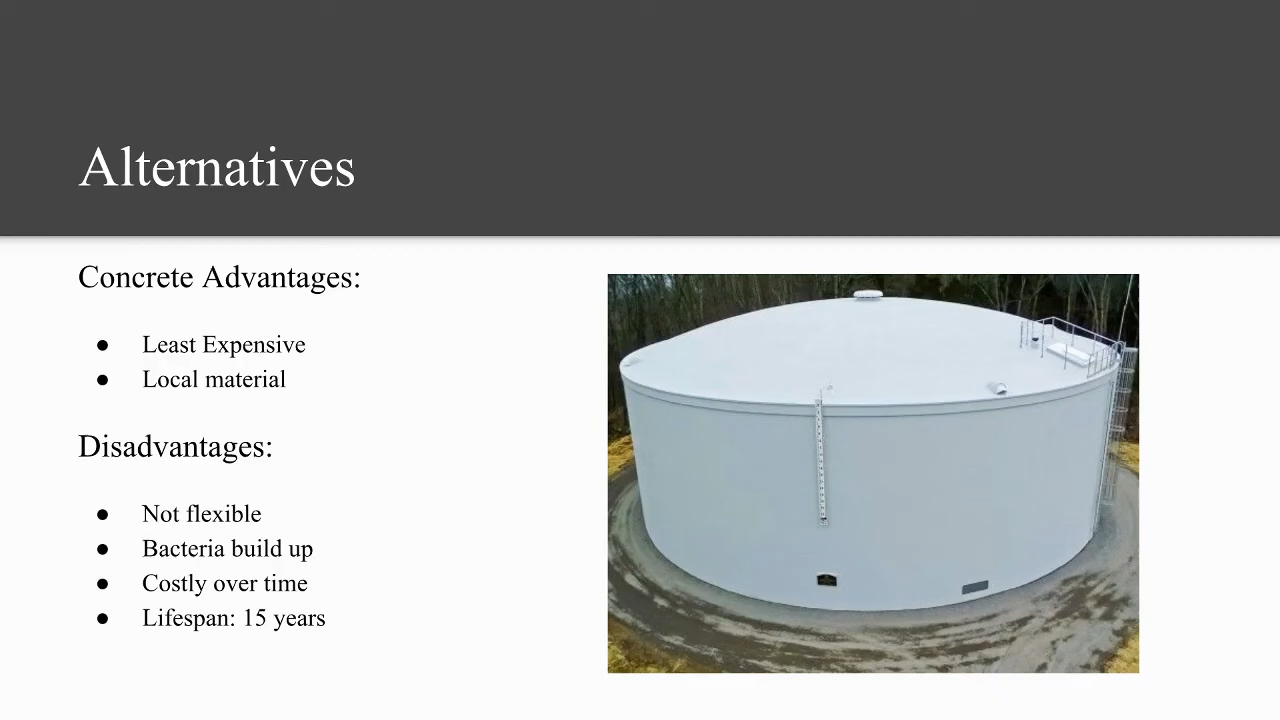 Alternatives
Concrete Advantages:
● Least Expensive
● Local material
Disadvantages:
● Not flexible
● Bacteria build up
● Costly over time
● Lifespan: 15 years